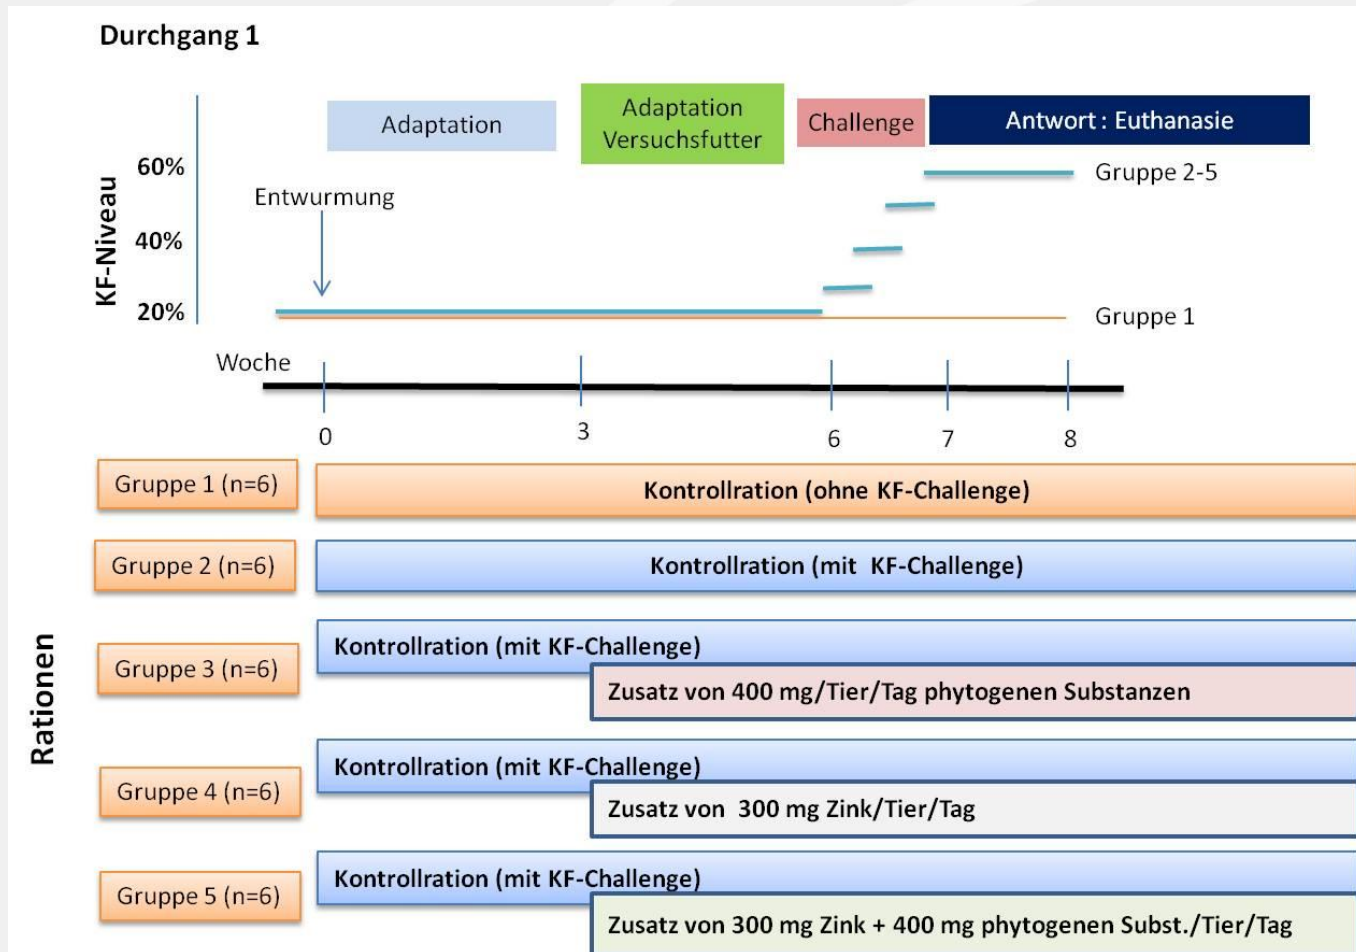 Durchgang 1
Adaptation
Adaptation
Versuchsfutter
Challenge
Antwort : Euthanasie
KF-Niveau
60%
40%
20%
Entwurmung
Gruppe 2-5
Gruppe 1
Woche
0
3
6
7
8
Rationen
Gruppe 1 (n=6)
Kontrollration (ohne KF-Challenge)
Gruppe 2 (n=6)
Kontrollration (mit KF-Challenge)
Gruppe 3 (n=6)
Kontrollration (mit KF-Challenge)
Zusatz von 400 mg/Tier/Tag phytogenen Substanzen
Gruppe 4 (n=6)
Kontrollration (mit KF-Challenge)
Zusatz von 300 mg Zink/Tier/Tag
Gruppe 5 (n=6)
Kontrollration (mit KF-Challenge)
Zusatz von 300 mg Zink + 400 mg phytogenen Subst./Tier/Tag